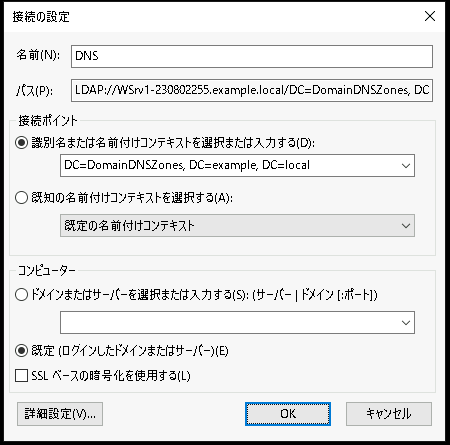 接続の設定
名前(N): DNS
パス(P): LDAP://WSrv1-230802255.example.local/DC=DomainDNSZones, DC
接続ポイント
識別名または名前付けコンテキストを選択または入力する(D):
DC=DomainDNSZones, DC=example, DC=local
既知の名前付けコンテキストを選択する(A):
既定の名前付けコンテキスト
コンピューター
ドメインまたはサーバーを選択または入力する(S): (サーバー | ドメイン [:ポート])
既定 (ログインしたドメインまたはサーバー)(E)
SSL ベースの暗号化を使用する(L)
詳細設定(V)... OK キャンセル